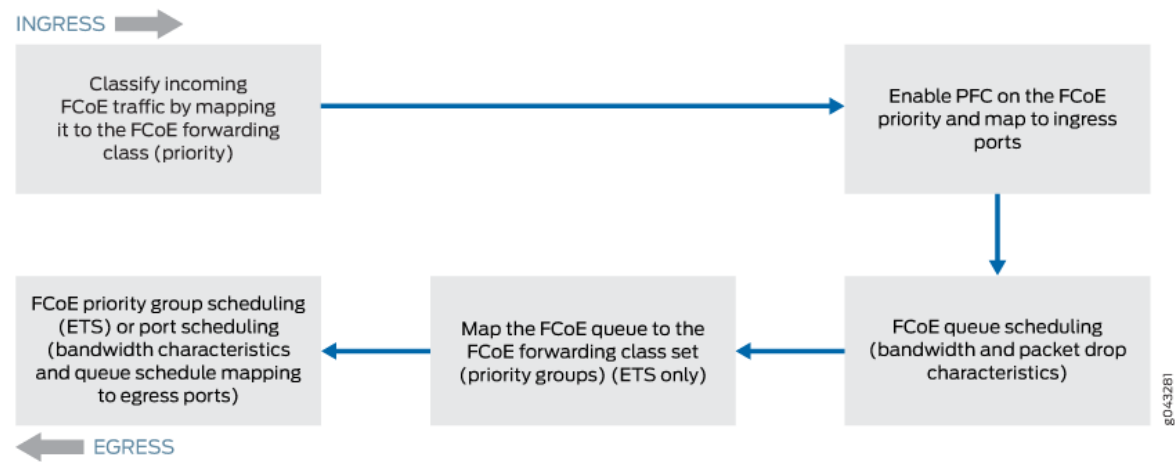 INGRESS
Classify incoming
FCoE traffic by mapping
it to the FCoE forwarding
class (priority)
Enable PFC on the FCoE
priority and map to ingress
ports
FCoE queue scheduling
(bandwidth and packet drop
characteristics)
Map the FCoE queue to the
FCoE forwarding class set
(priority groups) (ETS only)
FCoE priority group scheduling
(ETS) or port scheduling
(bandwidth characteristics
and queue schedule mapping
to egress ports)
EGRESS
g043281